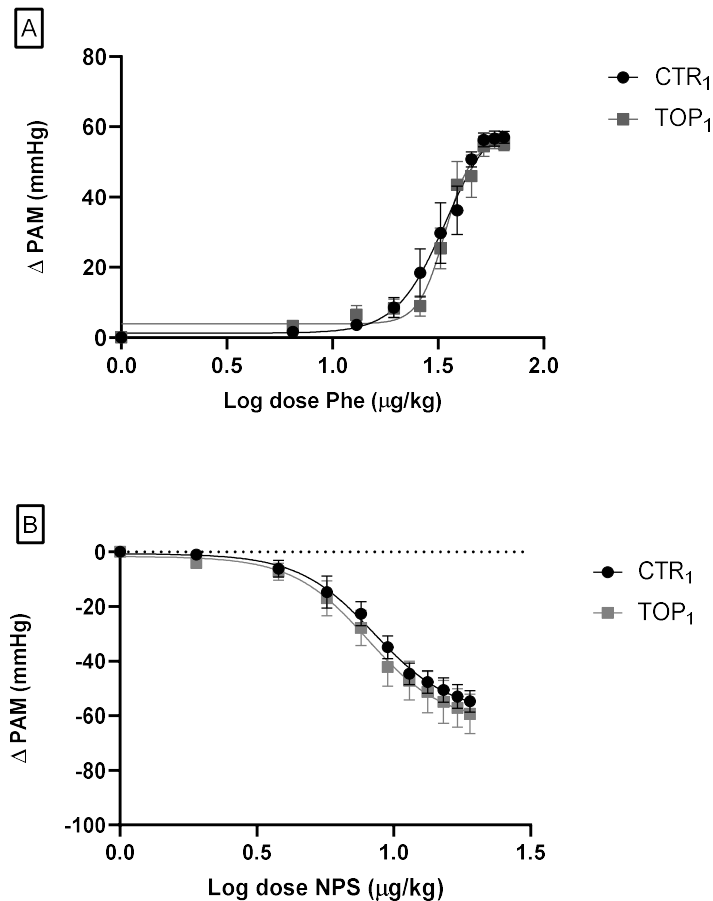 A
Δ PAM (mmHg)
80
60
40
20
0
0.0 0.5 1.0 1.5 2.0
Log dose Phe (µg/kg)
CTR₁
TOP₁
B
Δ PAM (mmHg)
0
-20
-40
-60
-80
-100
0.0 0.5 1.0 1.5
Log dose NPS (µg/kg)
CTR₁
TOP₁